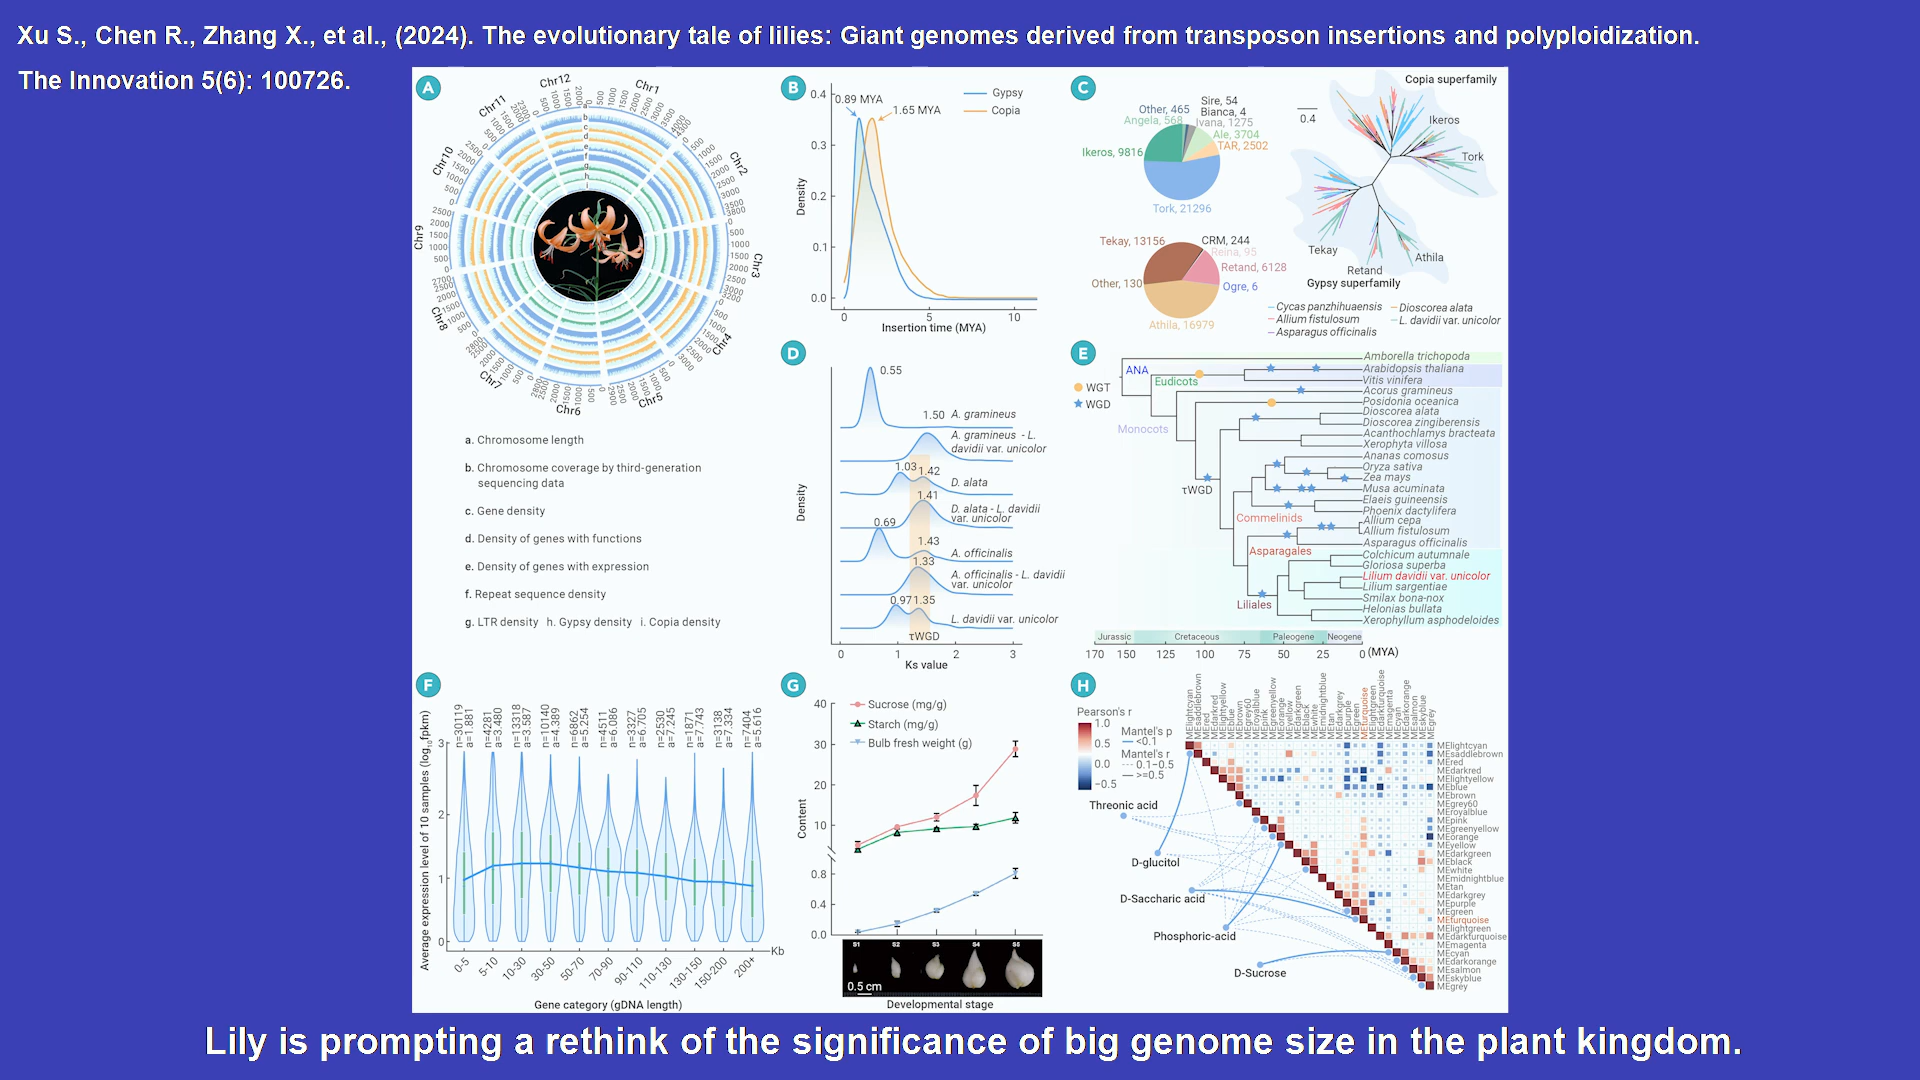 Xu S., Chen R., Zhang X., et al., (2024). The evolutionary tale of lilies: Giant genomes derived from transposon insertions and polyploidization.
The Innovation 5(6): 100726.
A
Chr12
Chr1
Chr2
Chr3
Chr4
Chr5
Chr6
Chr7
Chr8
Chr9
Chr10
Chr11
a. Chromosome length
b. Chromosome coverage by third-generation
sequencing data
c. Gene density
d. Density of genes with functions
e. Density of genes with expression
f. Repeat sequence density
g. LTR density h. Gypsy density i. Copia density
B
0.4
0.3
0.2
0.1
0.0
Density
0.89 MYA
1.65 MYA
Gypsy
Copia
0 5 10
Insertion time (MYA)
C
Other, 465
Sire, 54
Bianca, 4
Angela, 568
Ivana, 1275
Ale, 3704
TAR, 2502
Ikeros, 9816
Tork, 21296
Tekay, 13156
CRM, 244
Reina, 95
Retand, 6128
Other, 130
Ogre, 6
Athila, 16979
Copia superfamily
0.4
Ikeros
Tork
Tekay
Athila
Retand
Gypsy superfamily
Cycas panzhihuaensis
Dioscorea alata
Allium fistulosum
L. davidii var. unicolor
Asparagus officinalis
D
Density
0.55
1.50
A. gramineus
A. gramineus - L.
davidii var. unicolor
1.03
1.42
D. alata
1.41
D. alata - L. davidii
var. unicolor
0.69
1.43
A. officinalis
1.33
A. officinalis - L. davidii
var. unicolor
0.97
1.35
L. davidii var. unicolor
τWGD
0 1 2 3
Ks value
E
WGT
WGD
ANA
Eudicots
Monocots
τWGD
Commelinids
Asparagales
Liliales
Amborella trichopoda
Arabidopsis thaliana
Vitis vinifera
Acorus gramineus
Posidonia oceanica
Dioscorea alata
Dioscorea zingiberensis
Acanthochlamys bracteata
Xerophyta villosa
Ananas comosus
Oryza sativa
Zea mays
Musa acuminata
Elaeis guineensis
Phoenix dactylifera
Allium cepa
Allium fistulosum
Asparagus officinalis
Colchicum autumnale
Gloriosa superba
Lilium davidii var. unicolor
Lilium sargentiae
Smilax bona-nox
Helonias bullata
Xerophyllum asphodeloides
Jurassic Cretaceous Paleogene Neogene
170 150 125 100 75 50 25 0 (MYA)
F
Average expression level of 10 samples (log10fpkm)
n=30119
a=1.881
n=4281
a=3.480
n=13318
a=3.587
n=10140
a=4.389
n=6862
a=5.254
n=4511
a=6.086
n=3327
a=6.705
n=2530
a=7.245
n=1871
a=7.743
n=3138
a=7.334
n=7404
a=5.616
3
2
1
0
Kb
0-5 5-10 10-30 30-50 50-70 70-90 90-110 110-130 130-150 150-200 200+
Gene category (gDNA length)
G
Sucrose (mg/g)
Starch (mg/g)
Bulb fresh weight (g)
40
30
20
10
0.8
0.4
0.0
Content
S1 S2 S3 S4 S5
0.5 cm
Developmental stage
H
Pearson's r
1.0
0.5
0.0
−0.5
Mantel's p
<0.1
Mantel's r
0.1−0.5
>=0.5
Threonic acid
D-glucitol
D-Saccharic acid
Phosphoric-acid
D-Sucrose
MElightcyan
MEsaddlebrown
MEred
MEdarkred
MElightyellow
MEblue
MEbrown
MEgrey60
MEroyalblue
MEpink
MEgreenyellow
MEorange
MEyellow
MEdarkgreen
MEblack
MEwhite
MEmidnightblue
MEtan
MEdarkgrey
MEpurple
MEgreen
MEturquoise
MElightgreen
MEdarkturquoise
MEmagenta
MEcyan
MEdarkorange
MEsalmon
MEskyblue
MEgrey
Lily is prompting a rethink of the significance of big genome size in the plant kingdom.